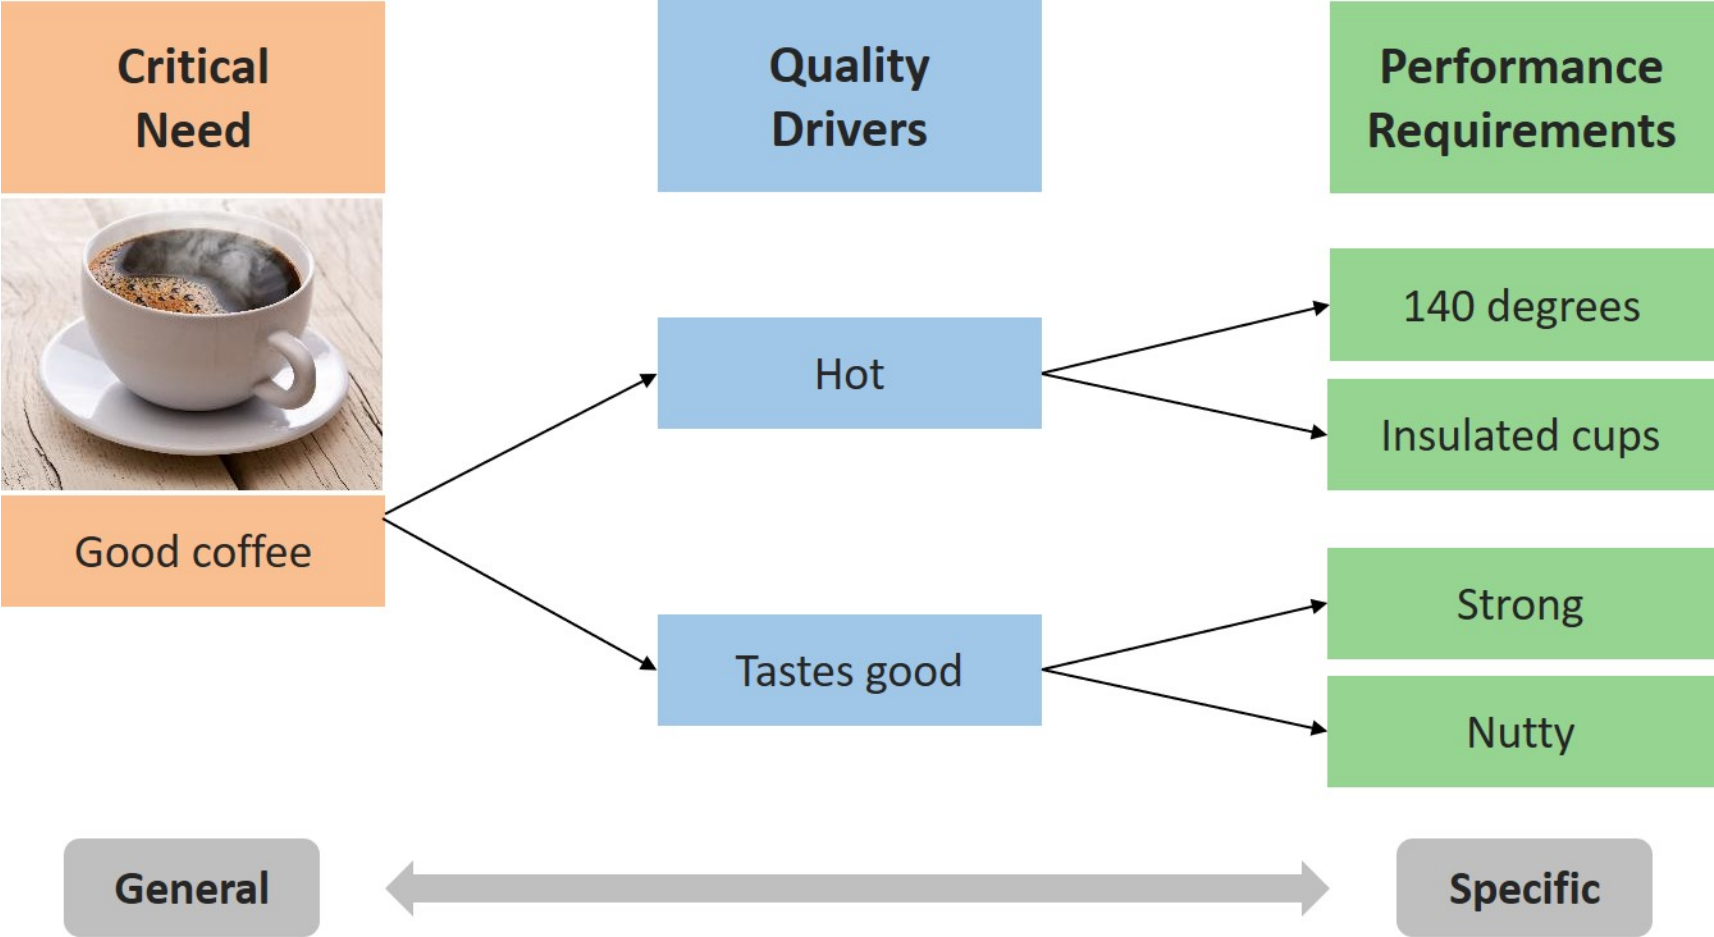 Critical
Need
Quality
Drivers
Performance
Requirements
Good coffee
Hot
Tastes good
140 degrees
Insulated cups
Strong
Nutty
General
Specific